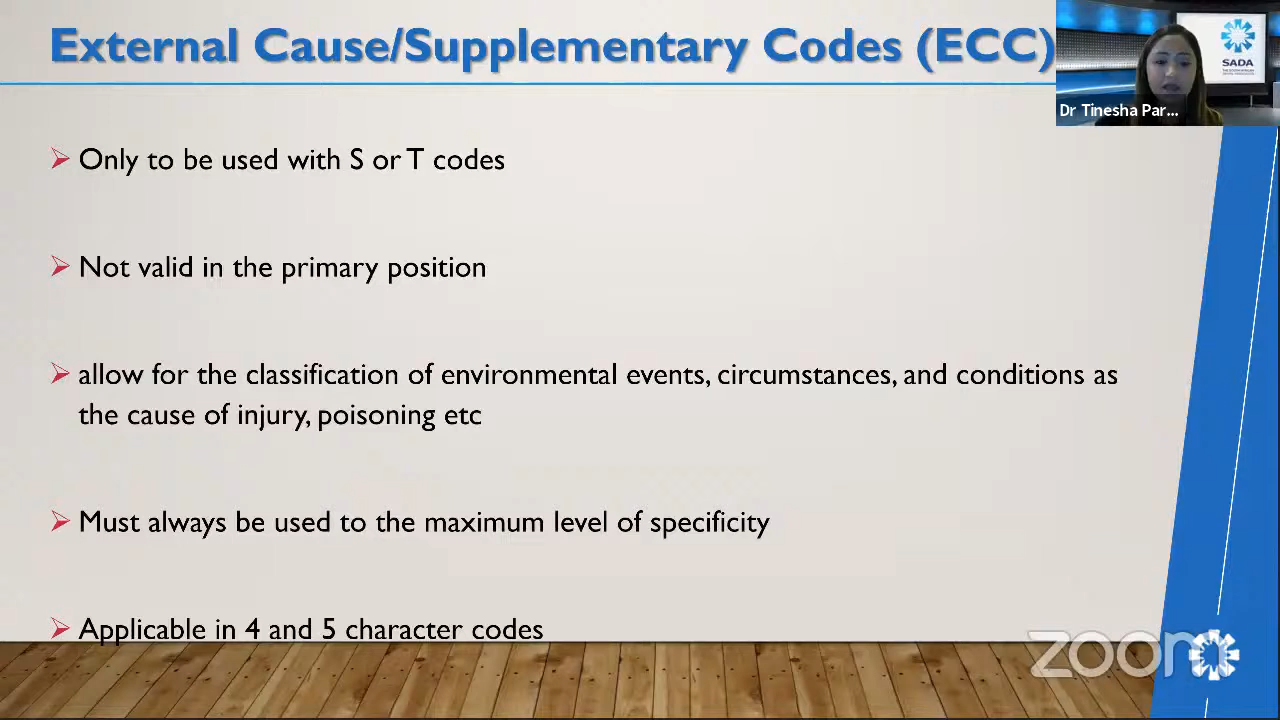 External Cause/Supplementary Codes (ECC)
SADA
Dr Tinesha Par...
Only to be used with S or T codes
Not valid in the primary position
allow for the classification of environmental events, circumstances, and conditions as
the cause of injury, poisoning etc
Must always be used to the maximum level of specificity
Applicable in 4 and 5 character codes
zoom